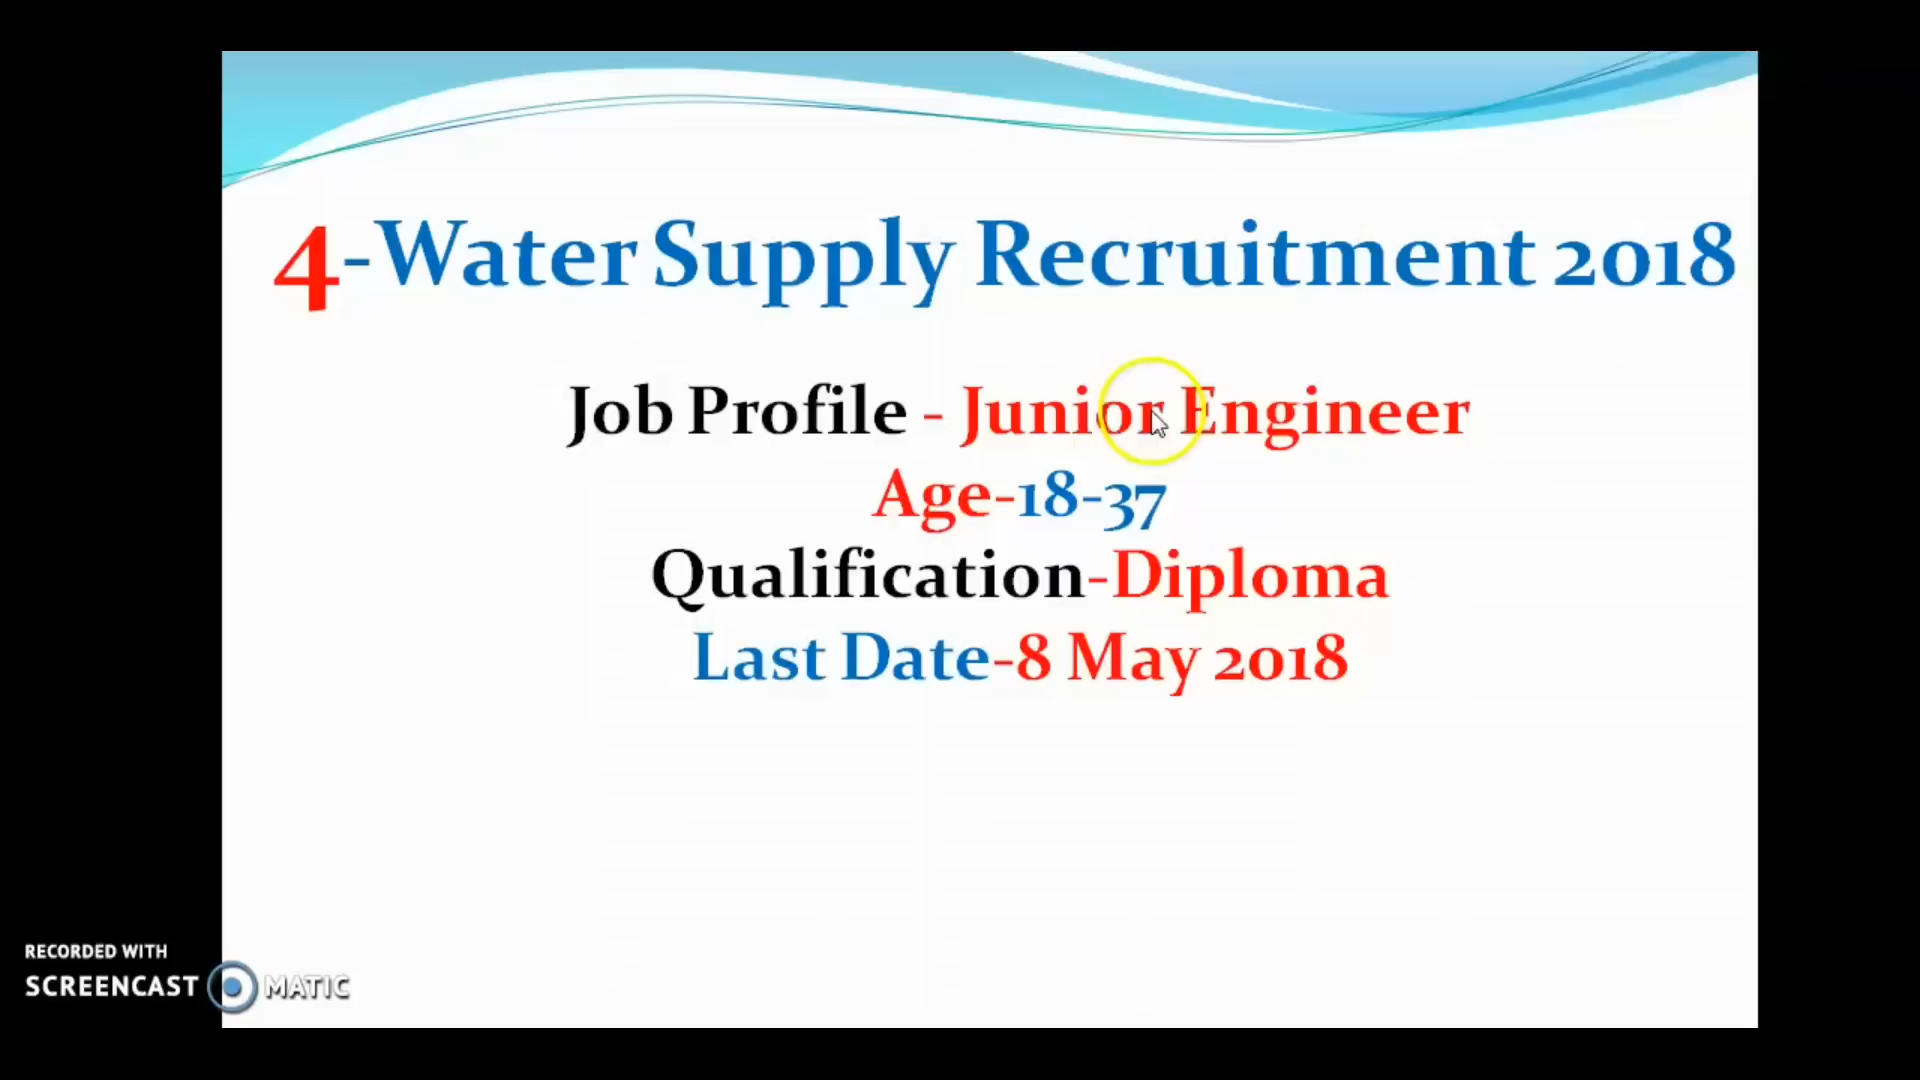 4-Water Supply Recruitment 2018
Job Profile - Junior Engineer
Age-18-37
Qualification-Diploma
Last Date-8 May 2018
RECORDED WITH
SCREENCAST MATIC